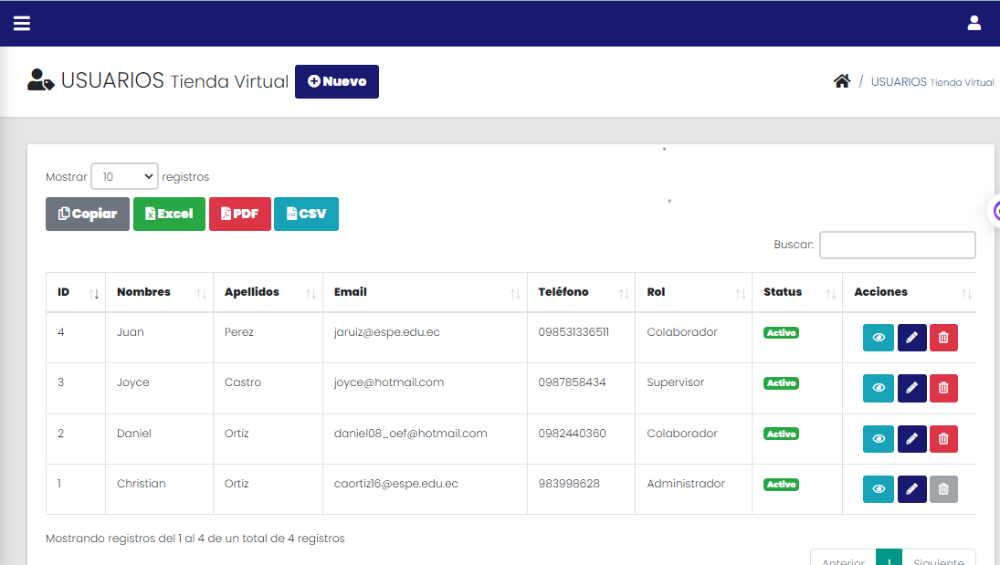 USUARIOS Tienda Virtual Nuevo
/ USUARIOS Tienda Virtual
Mostrar 10 registros
Copiar Excel PDF CSV
Buscar:
ID Nombres Apellidos Email Teléfono Rol Status Acciones
4 Juan Perez jaruiz@espe.edu.ec 098531336511 Colaborador Activo
3 Joyce Castro joyce@hotmail.com 0987858434 Supervisor Activo
2 Daniel Ortiz daniel08_oef@hotmail.com 0982440360 Colaborador Activo
1 Christian Ortiz caortiz16@espe.edu.ec 983998628 Administrador Activo
Mostrando registros del 1 al 4 de un total de 4 registros
Anterior 1 Siguiente